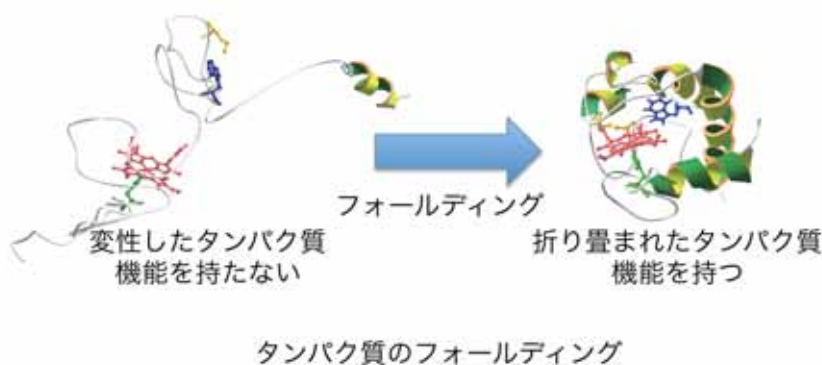 フォールディング
変性したタンパク質
機能を持たない
折り畳まれたタンパク質
機能を持つ
タンパク質のフォールディング